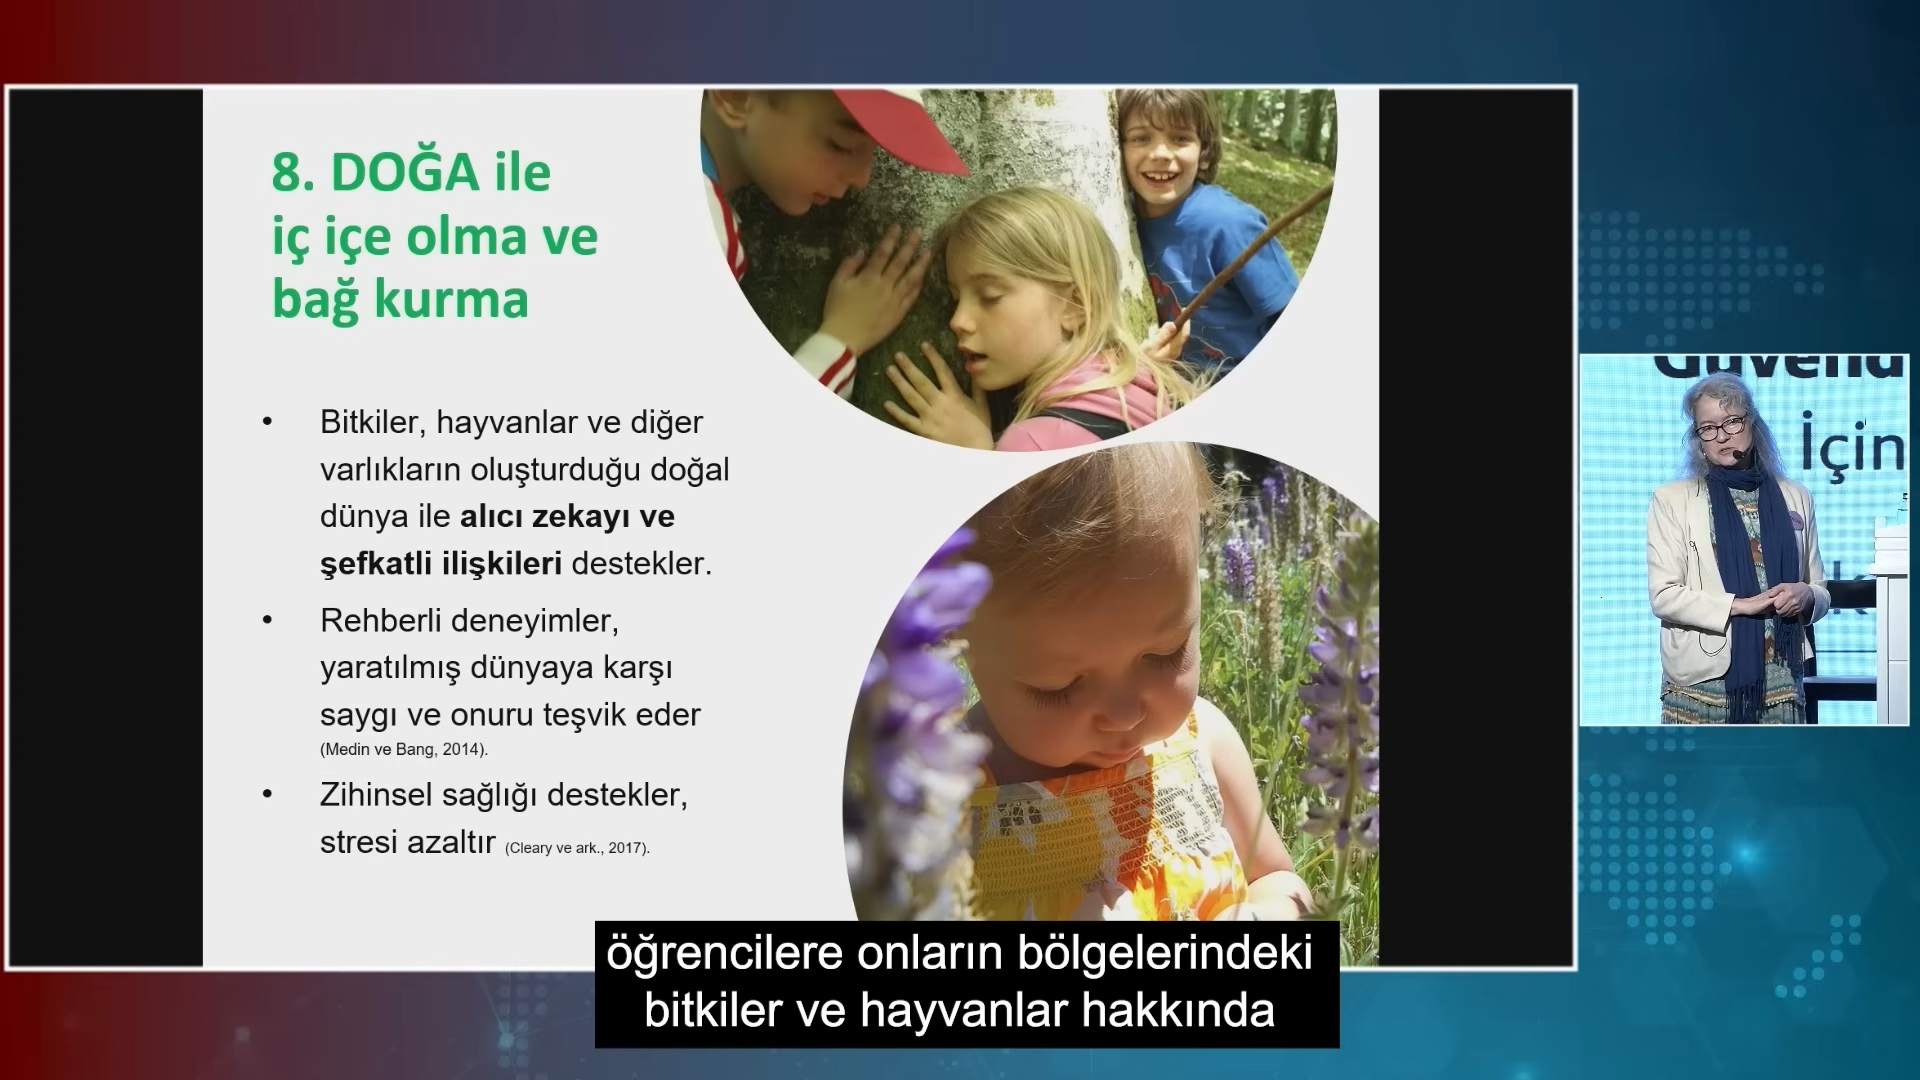 8. DOĞA ile
iç içe olma ve
bağ kurma
• Bitkiler, hayvanlar ve diğer
varlıkların oluşturduğu doğal
dünya ile alıcı zekayı ve
şefkatli ilişkileri destekler.
• Rehberli deneyimler,
yaratılmış dünyaya karşı
saygı ve onuru teşvik eder
(Medin ve Bang, 2014).
• Zihinsel sağlığı destekler,
stresi azaltır (Cleary ve ark., 2017).
İçin
öğrencilere onların bölgelerindeki
bitkiler ve hayvanlar hakkında